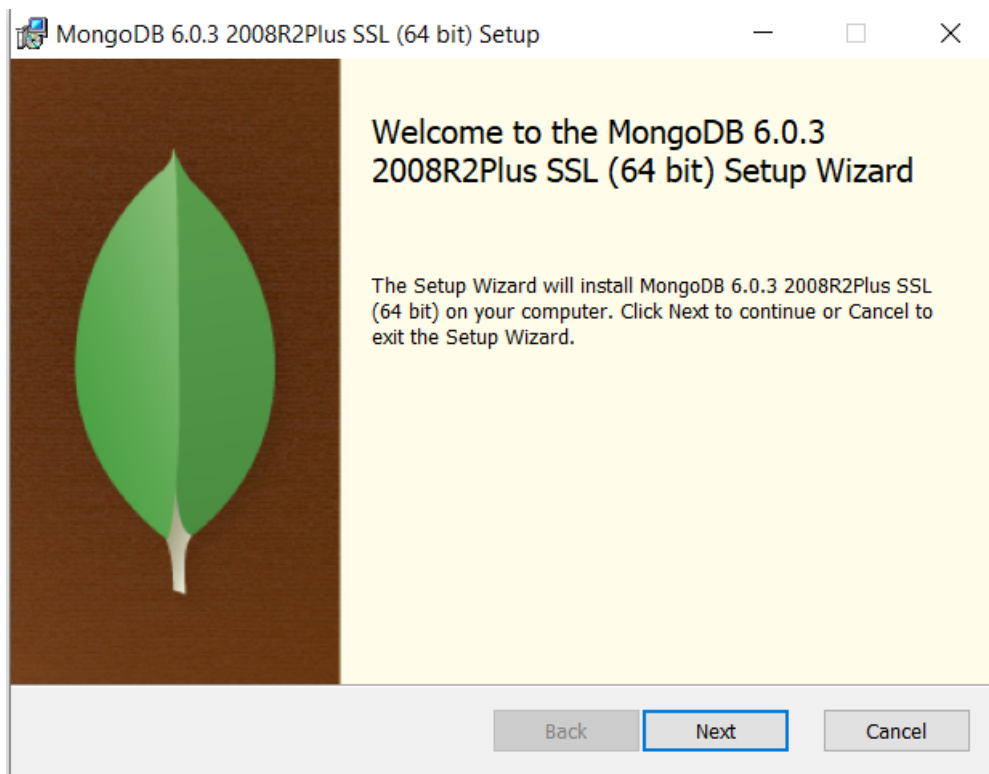 MongoDB 6.0.3 2008R2Plus SSL (64 bit) Setup
Welcome to the MongoDB 6.0.3
2008R2Plus SSL (64 bit) Setup Wizard
The Setup Wizard will install MongoDB 6.0.3 2008R2Plus SSL
(64 bit) on your computer. Click Next to continue or Cancel to
exit the Setup Wizard.
Back Next Cancel